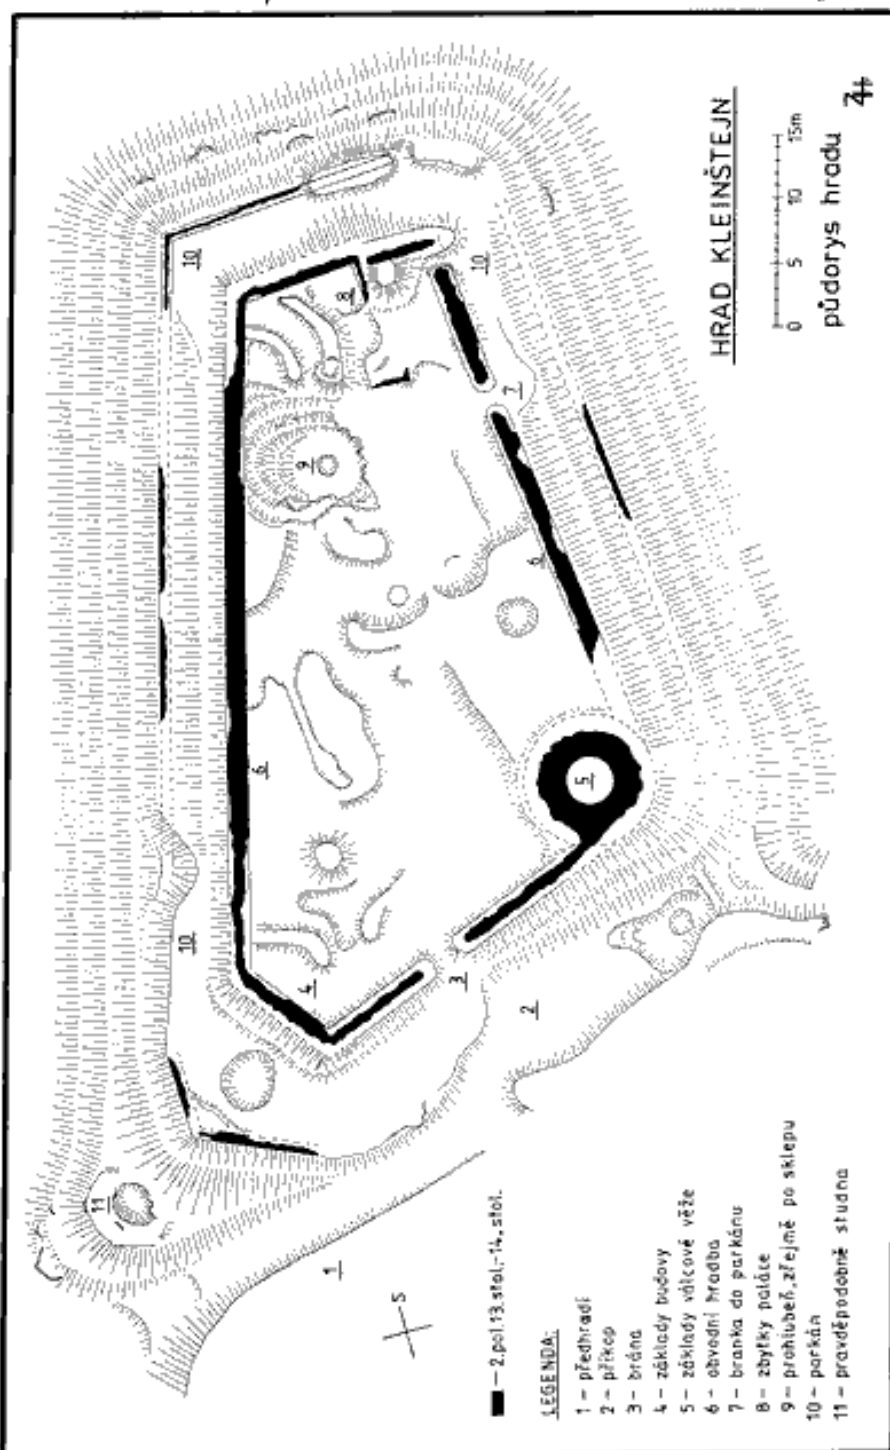 HRAD KLEINŠTEJN
0 5 10 15m
půdorys hradu
S
– 2.pol.13.stol.-14.stol.
LEGENDA:
1 – předhradí
2 – příkop
3 – brána
4 – základy budovy
5 – základy válcové věže
6 – obvodní hradba
7 – branka do parkánu
8 – zbytky paláce
9 – prohlubeň, zřejmě po sklepu
10 – parkán
11 – pravděpodobně studna
10
10
8
9
7
6
6
5
10
4
3
2
11
1